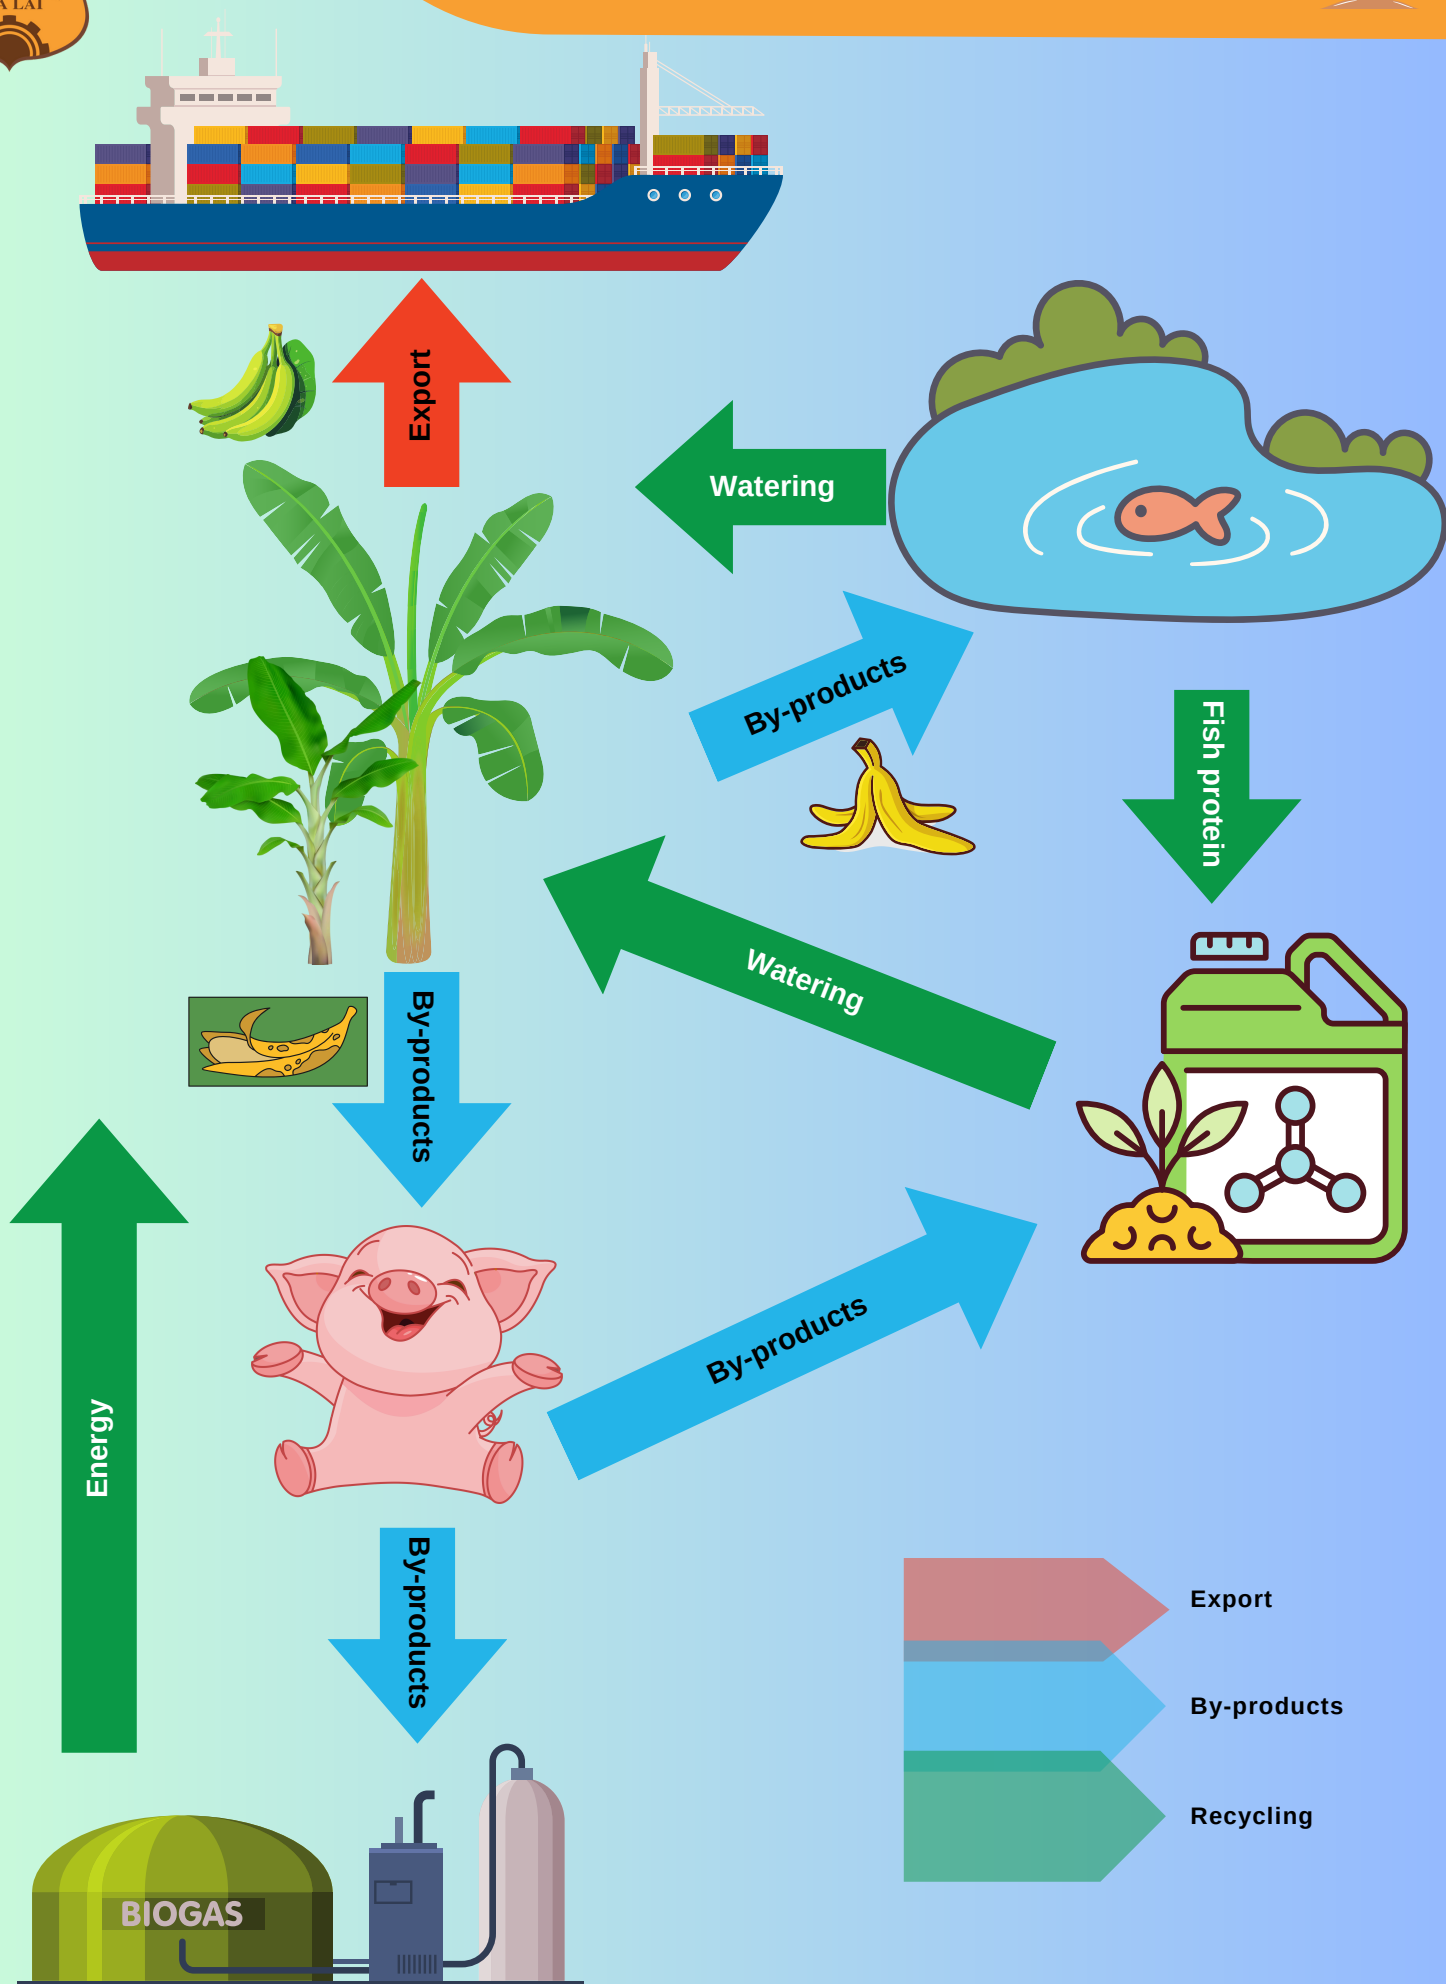 A LAI
Export
Watering
By-products
Fish protein
Watering
By-products
Energy
By-products
By-products
Export
By-products
Recycling
BIOGAS